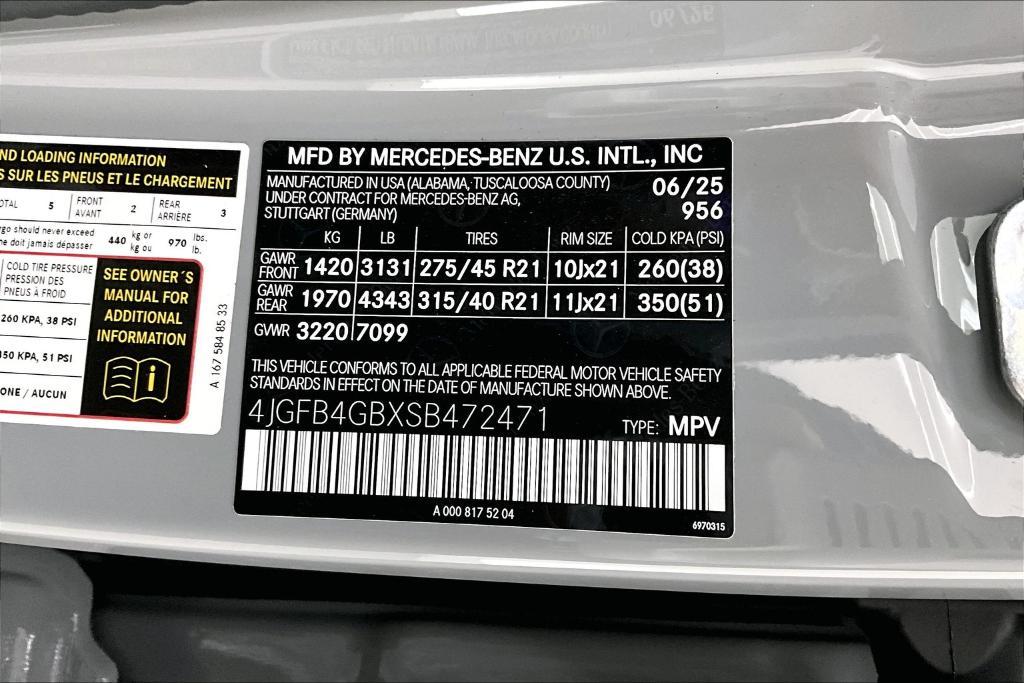 ND LOADING INFORMATION
S SUR LES PNEUS ET LE CHARGEMENT
OTAL 5 FRONT AVANT 2 REAR ARRIÈRE 3
rgo should never exceed
ne doit jamais dépasser
440 kg or kg ou 970 lbs. lb.
COLD TIRE PRESSURE
PRESSION DES
PNEUS À FROID
260 KPA, 38 PSI
350 KPA, 51 PSI
ONE / AUCUN
SEE OWNER´S
MANUAL FOR
ADDITIONAL
INFORMATION
A 167 584 85 33
MFD BY MERCEDES-BENZ U.S. INTL., INC
MANUFACTURED IN USA (ALABAMA, TUSCALOOSA COUNTY)
UNDER CONTRACT FOR MERCEDES-BENZ AG,
STUTTGART (GERMANY)
06/25
956
KG LB TIRES RIM SIZE COLD KPA (PSI)
GAWR FRONT 1420 3131 275/45 R21 10Jx21 260(38)
GAWR REAR 1970 4343 315/40 R21 11Jx21 350(51)
GVWR 3220 7099
THIS VEHICLE CONFORMS TO ALL APPLICABLE FEDERAL MOTOR VEHICLE SAFETY
STANDARDS IN EFFECT ON THE DATE OF MANUFACTURE SHOWN ABOVE.
4JGFB4GBXSB472471 TYPE: MPV
A 000 817 52 04
6970315